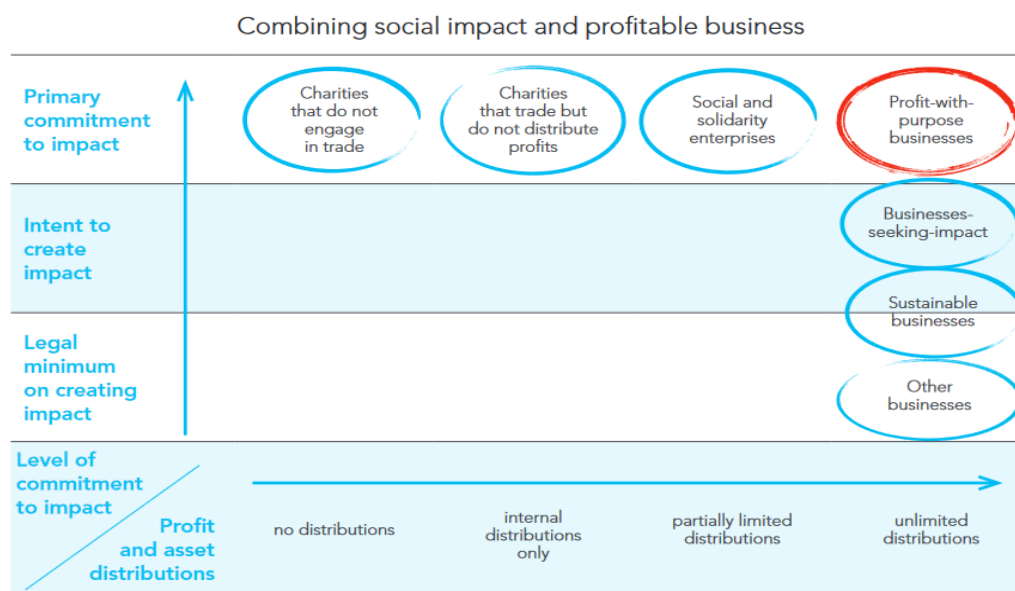 Combining social impact and profitable business
Primary
commitment
to impact
Charities
that do not
engage
in trade
Charities
that trade but
do not distribute
profits
Social and
solidarity
enterprises
Profit-with-
purpose
businesses
Intent to
create
impact
Businesses-
seeking-impact
Sustainable
businesses
Legal
minimum
on creating
impact
Other
businesses
Level of
commitment
to impact
Profit
and asset
distributions
no distributions
internal
distributions
only
partially limited
distributions
unlimited
distributions